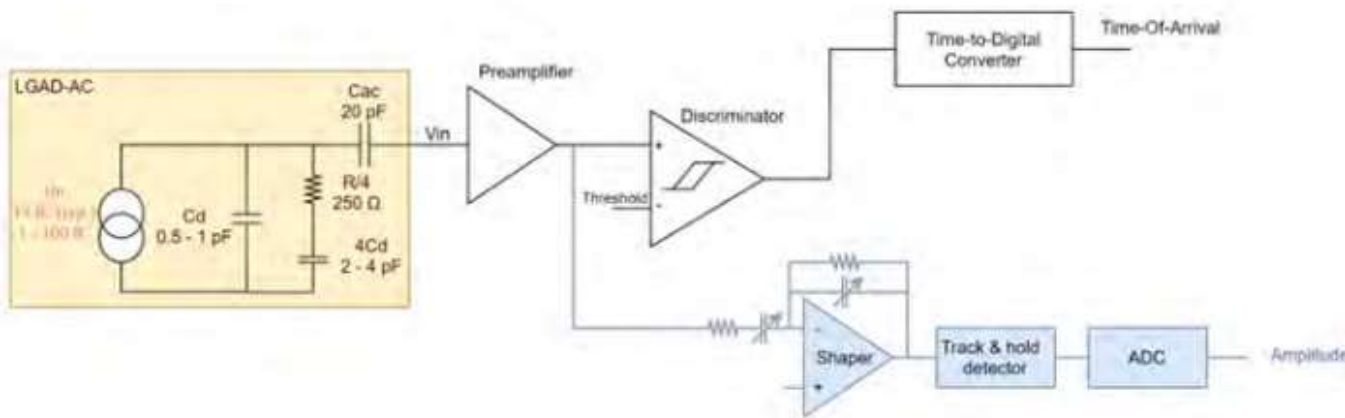 LGAD-AC
Cac
20 pF
Vin
R/4
250 Ω
Cd
0.5 - 1 pF
4Cd
2 - 4 pF
Preamplifier
Discriminator
+
Threshold
-
Time-to-Digital
Converter
Time-Of-Arrival
-
Shaper
+
Track & hold
detector
ADC
Amplitude